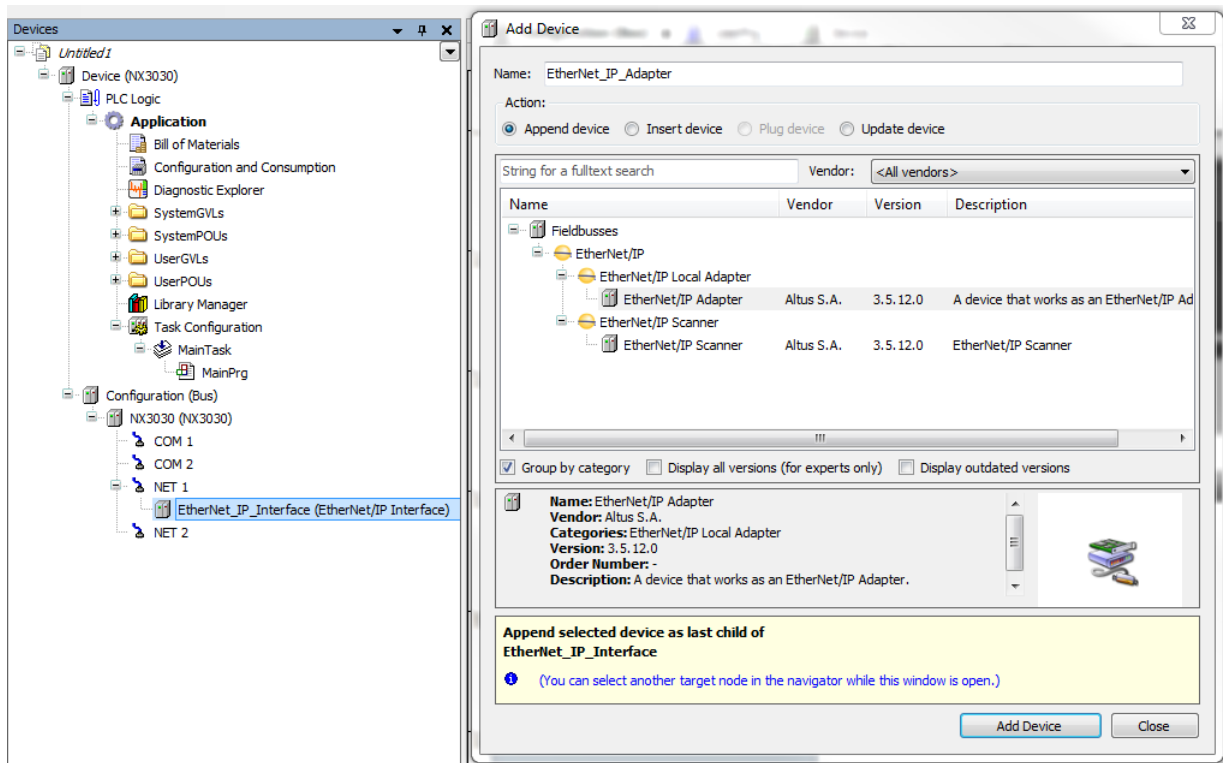 Devices
Untitled1
Device (NX3030)
PLC Logic
Application
Bill of Materials
Configuration and Consumption
Diagnostic Explorer
SystemGVLs
SystemPOUs
UserGVLs
UserPOUs
Library Manager
Task Configuration
MainTask
MainPrg
Configuration (Bus)
NX3030 (NX3030)
COM 1
COM 2
NET 1
EtherNet_IP_Interface (EtherNet/IP Interface)
NET 2
Add Device
Name: EtherNet_IP_Adapter
Action:
Append device Insert device Plug device Update device
String for a fulltext search Vendor: <All vendors>
Name Vendor Version Description
Fieldbusses
EtherNet/IP
EtherNet/IP Local Adapter
EtherNet/IP Adapter Altus S.A. 3.5.12.0 A device that works as an EtherNet/IP Ad
EtherNet/IP Scanner
EtherNet/IP Scanner Altus S.A. 3.5.12.0 EtherNet/IP Scanner
Group by category Display all versions (for experts only) Display outdated versions
Name: EtherNet/IP Adapter
Vendor: Altus S.A.
Categories: EtherNet/IP Local Adapter
Version: 3.5.12.0
Order Number: -
Description: A device that works as an EtherNet/IP Adapter.
Append selected device as last child of
EtherNet_IP_Interface
(You can select another target node in the navigator while this window is open.)
Add Device Close